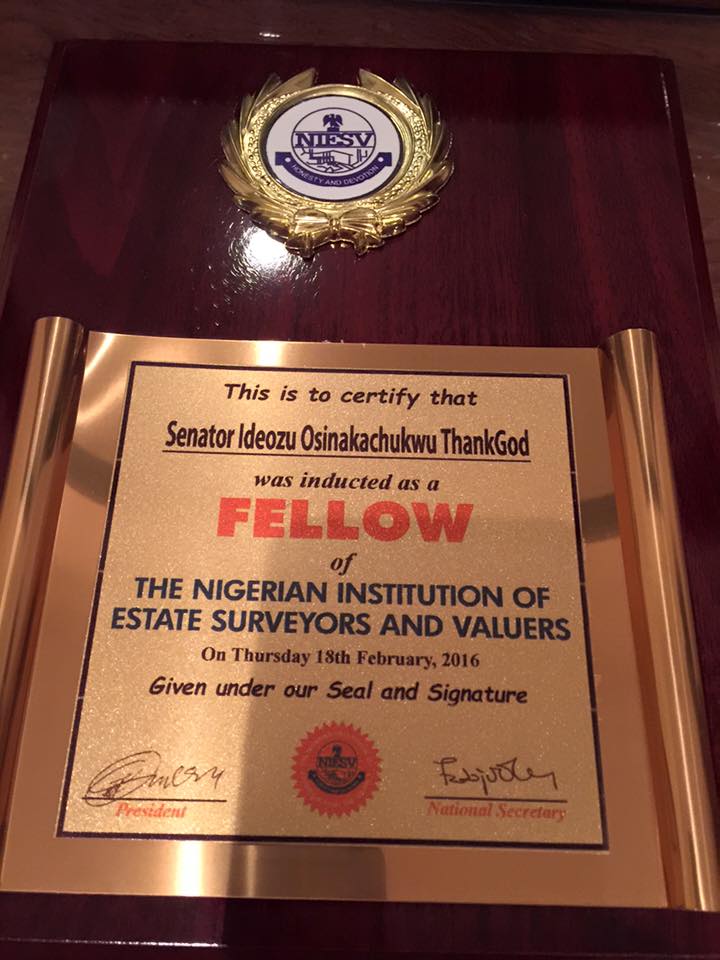 NIESV
HONESTY AND DEVOTION
This is to certify that
Senator Ideozu Osinakachukwu ThankGod
was inducted as a
FELLOW
of
THE NIGERIAN INSTITUTION OF
ESTATE SURVEYORS AND VALUERS
On Thursday 18th February, 2016
Given under our Seal and Signature
NIESV
President
National Secretary